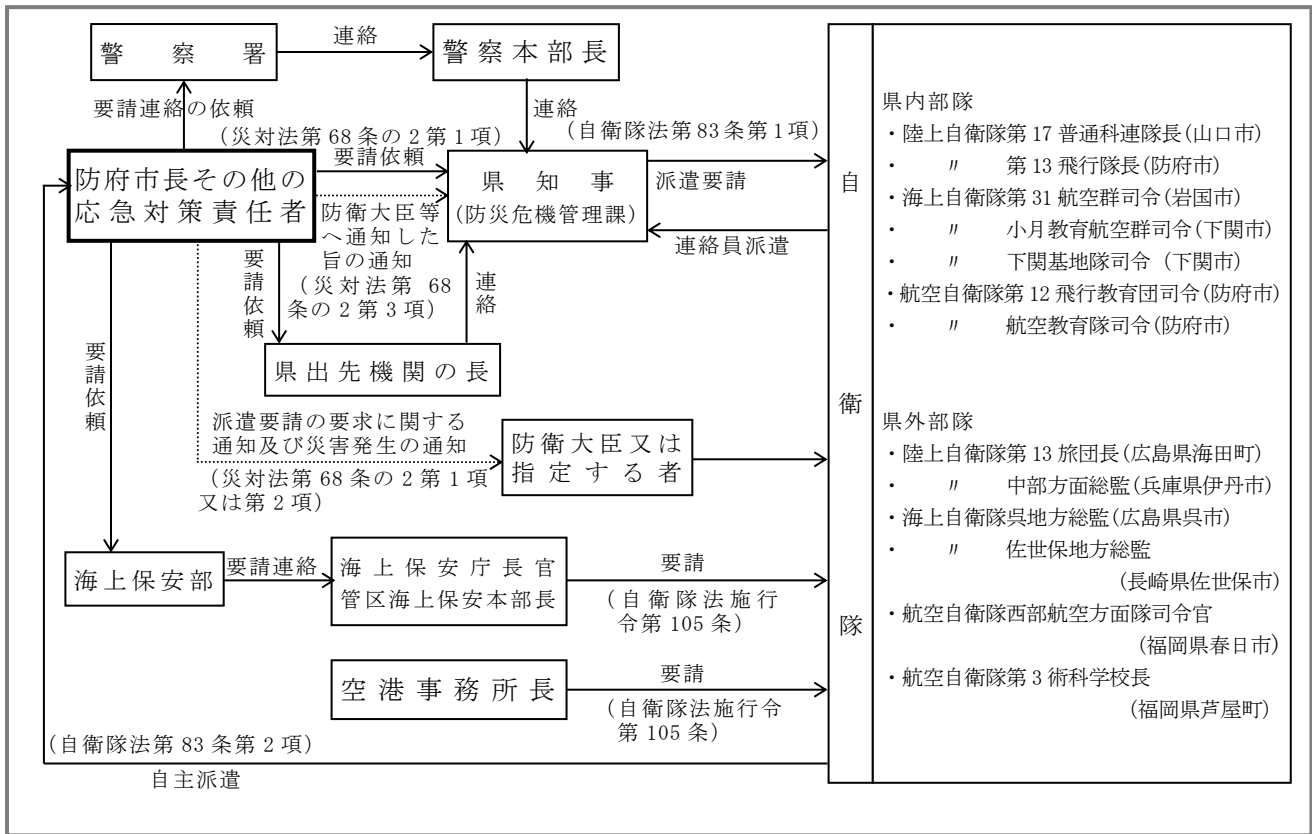 警察署
連絡
警察本部長
要請連絡の依頼
連絡
(災対法第68条の2第1項)
要請依頼
(自衛隊法第83条第1項)
防府市長その他の
応急対策責任者
県知事
(防災危機管理課)
派遣要請
連絡員派遣
防衛大臣等
へ通知した
旨の通知
(災対法第 68
条の2第3項)
要請依頼
連絡
県出先機関の長
要請依頼
派遣要請の要求に関する
通知及び災害発生の通知
(災対法第68条の2第1項
又は第2項)
防衛大臣又は
指定する者
海上保安部
要請連絡
海上保安庁長官
管区海上保安本部長
要請
(自衛隊法施行
令第105条)
空港事務所長
要請
(自衛隊法施行令
第105条)
(自衛隊法第83条第2項)
自主派遣
自衛隊
県内部隊
・陸上自衛隊第17普通科連隊長(山口市)
・ 〃 第13飛行隊長(防府市)
・海上自衛隊第31航空群司令(岩国市)
・ 〃 小月教育航空群司令(下関市)
・ 〃 下関基地隊司令 (下関市)
・航空自衛隊第12飛行教育団司令(防府市)
・ 〃 航空教育隊司令(防府市)
県外部隊
・陸上自衛隊第13旅団長(広島県海田町)
・ 〃 中部方面総監(兵庫県伊丹市)
・海上自衛隊呉地方総監(広島県呉市)
・ 〃 佐世保地方総監
(長崎県佐世保市)
・航空自衛隊西部航空方面隊司令官
(福岡県春日市)
・航空自衛隊第3術科学校長
(福岡県芦屋町)